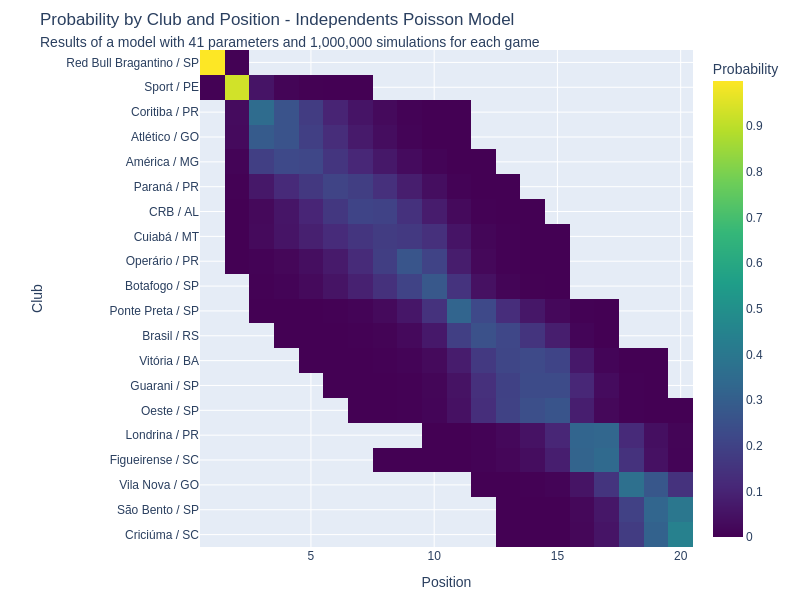 Probability by Club and Position - Independents Poisson Model
Results of a model with 41 parameters and 1,000,000 simulations for each game
Probability
Red Bull Bragantino / SP
Sport / PE
Coritiba / PR
Atlético / GO
América / MG
Paraná / PR
CRB / AL
Cuiabá / MT
Operário / PR
Botafogo / SP
Ponte Preta / SP
Brasil / RS
Vitória / BA
Guarani / SP
Oeste / SP
Londrina / PR
Figueirense / SC
Vila Nova / GO
São Bento / SP
Criciúma / SC
Club
5
10
15
20
Position
0.9
0.8
0.7
0.6
0.5
0.4
0.3
0.2
0.1
0